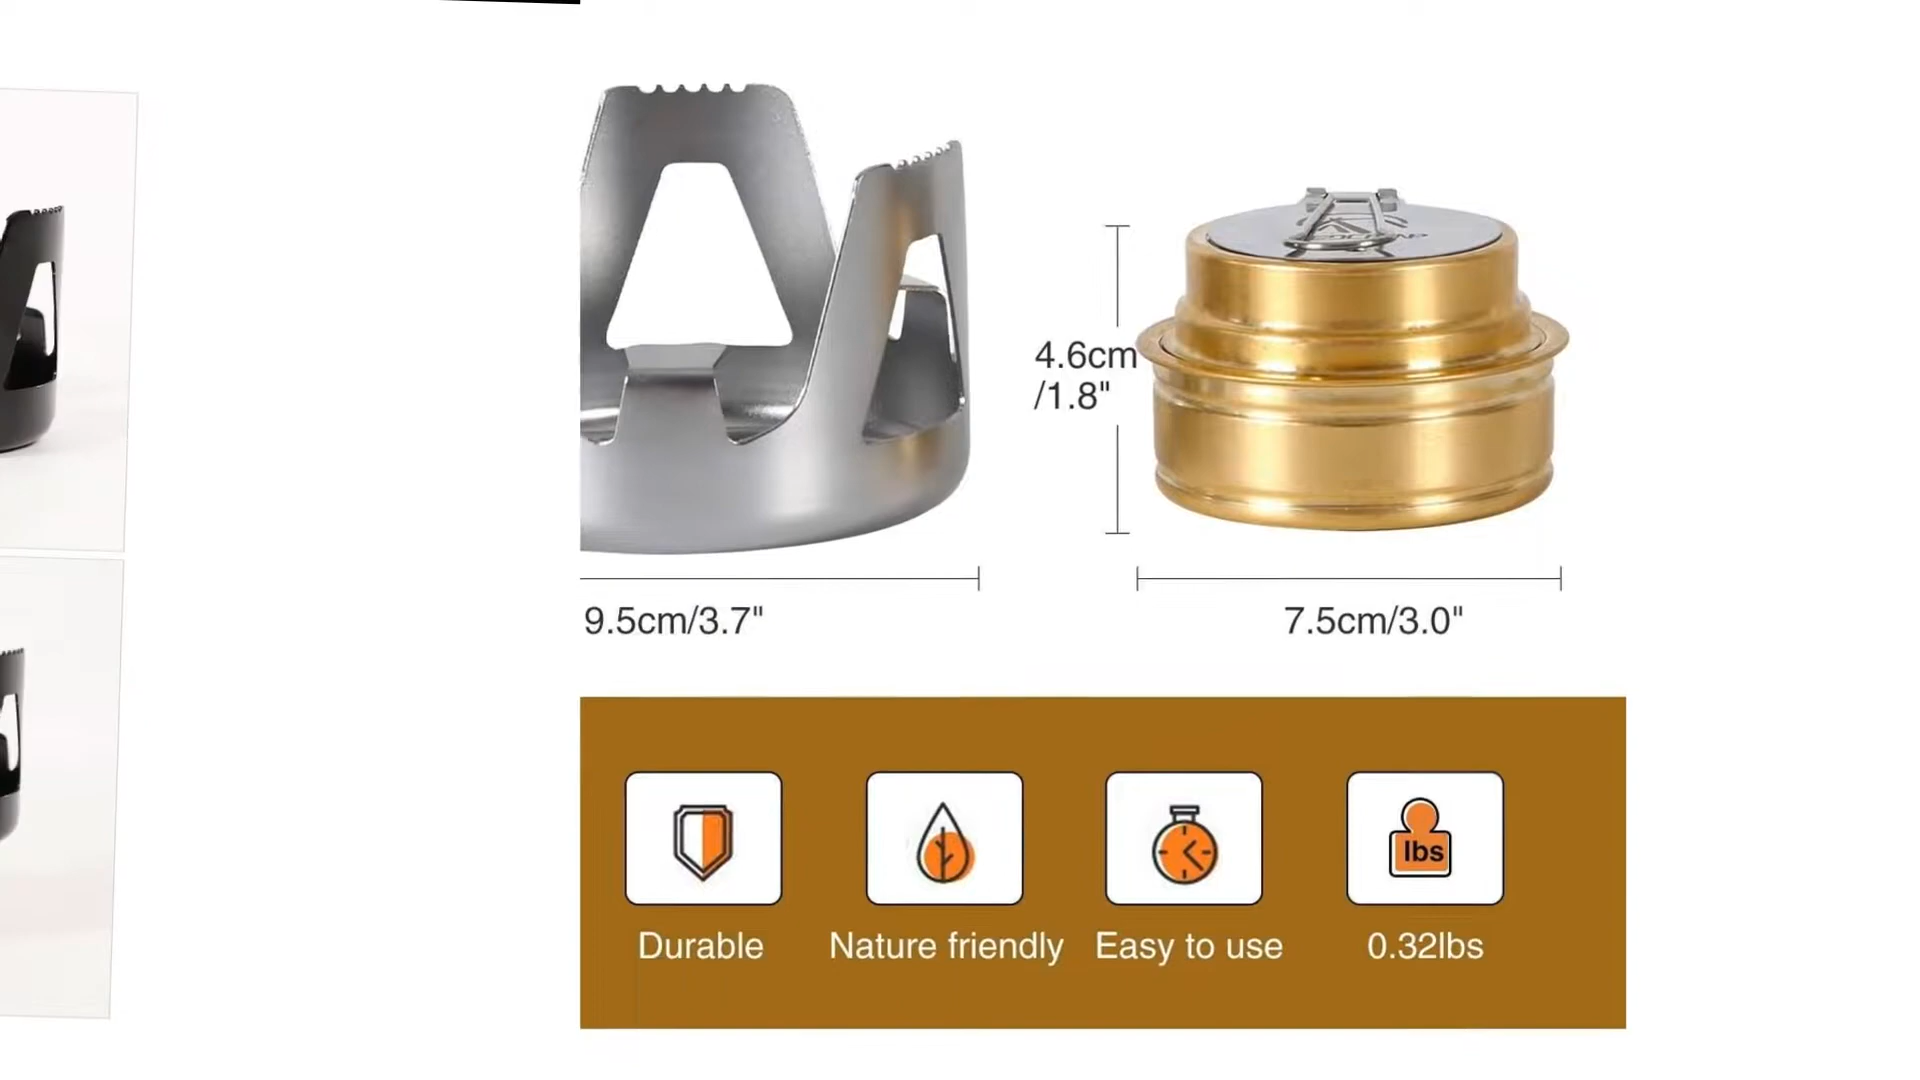 4.6cm
/1.8"
9.5cm/3.7"
7.5cm/3.0"
lbs
Durable
Nature friendly
Easy to use
0.32lbs